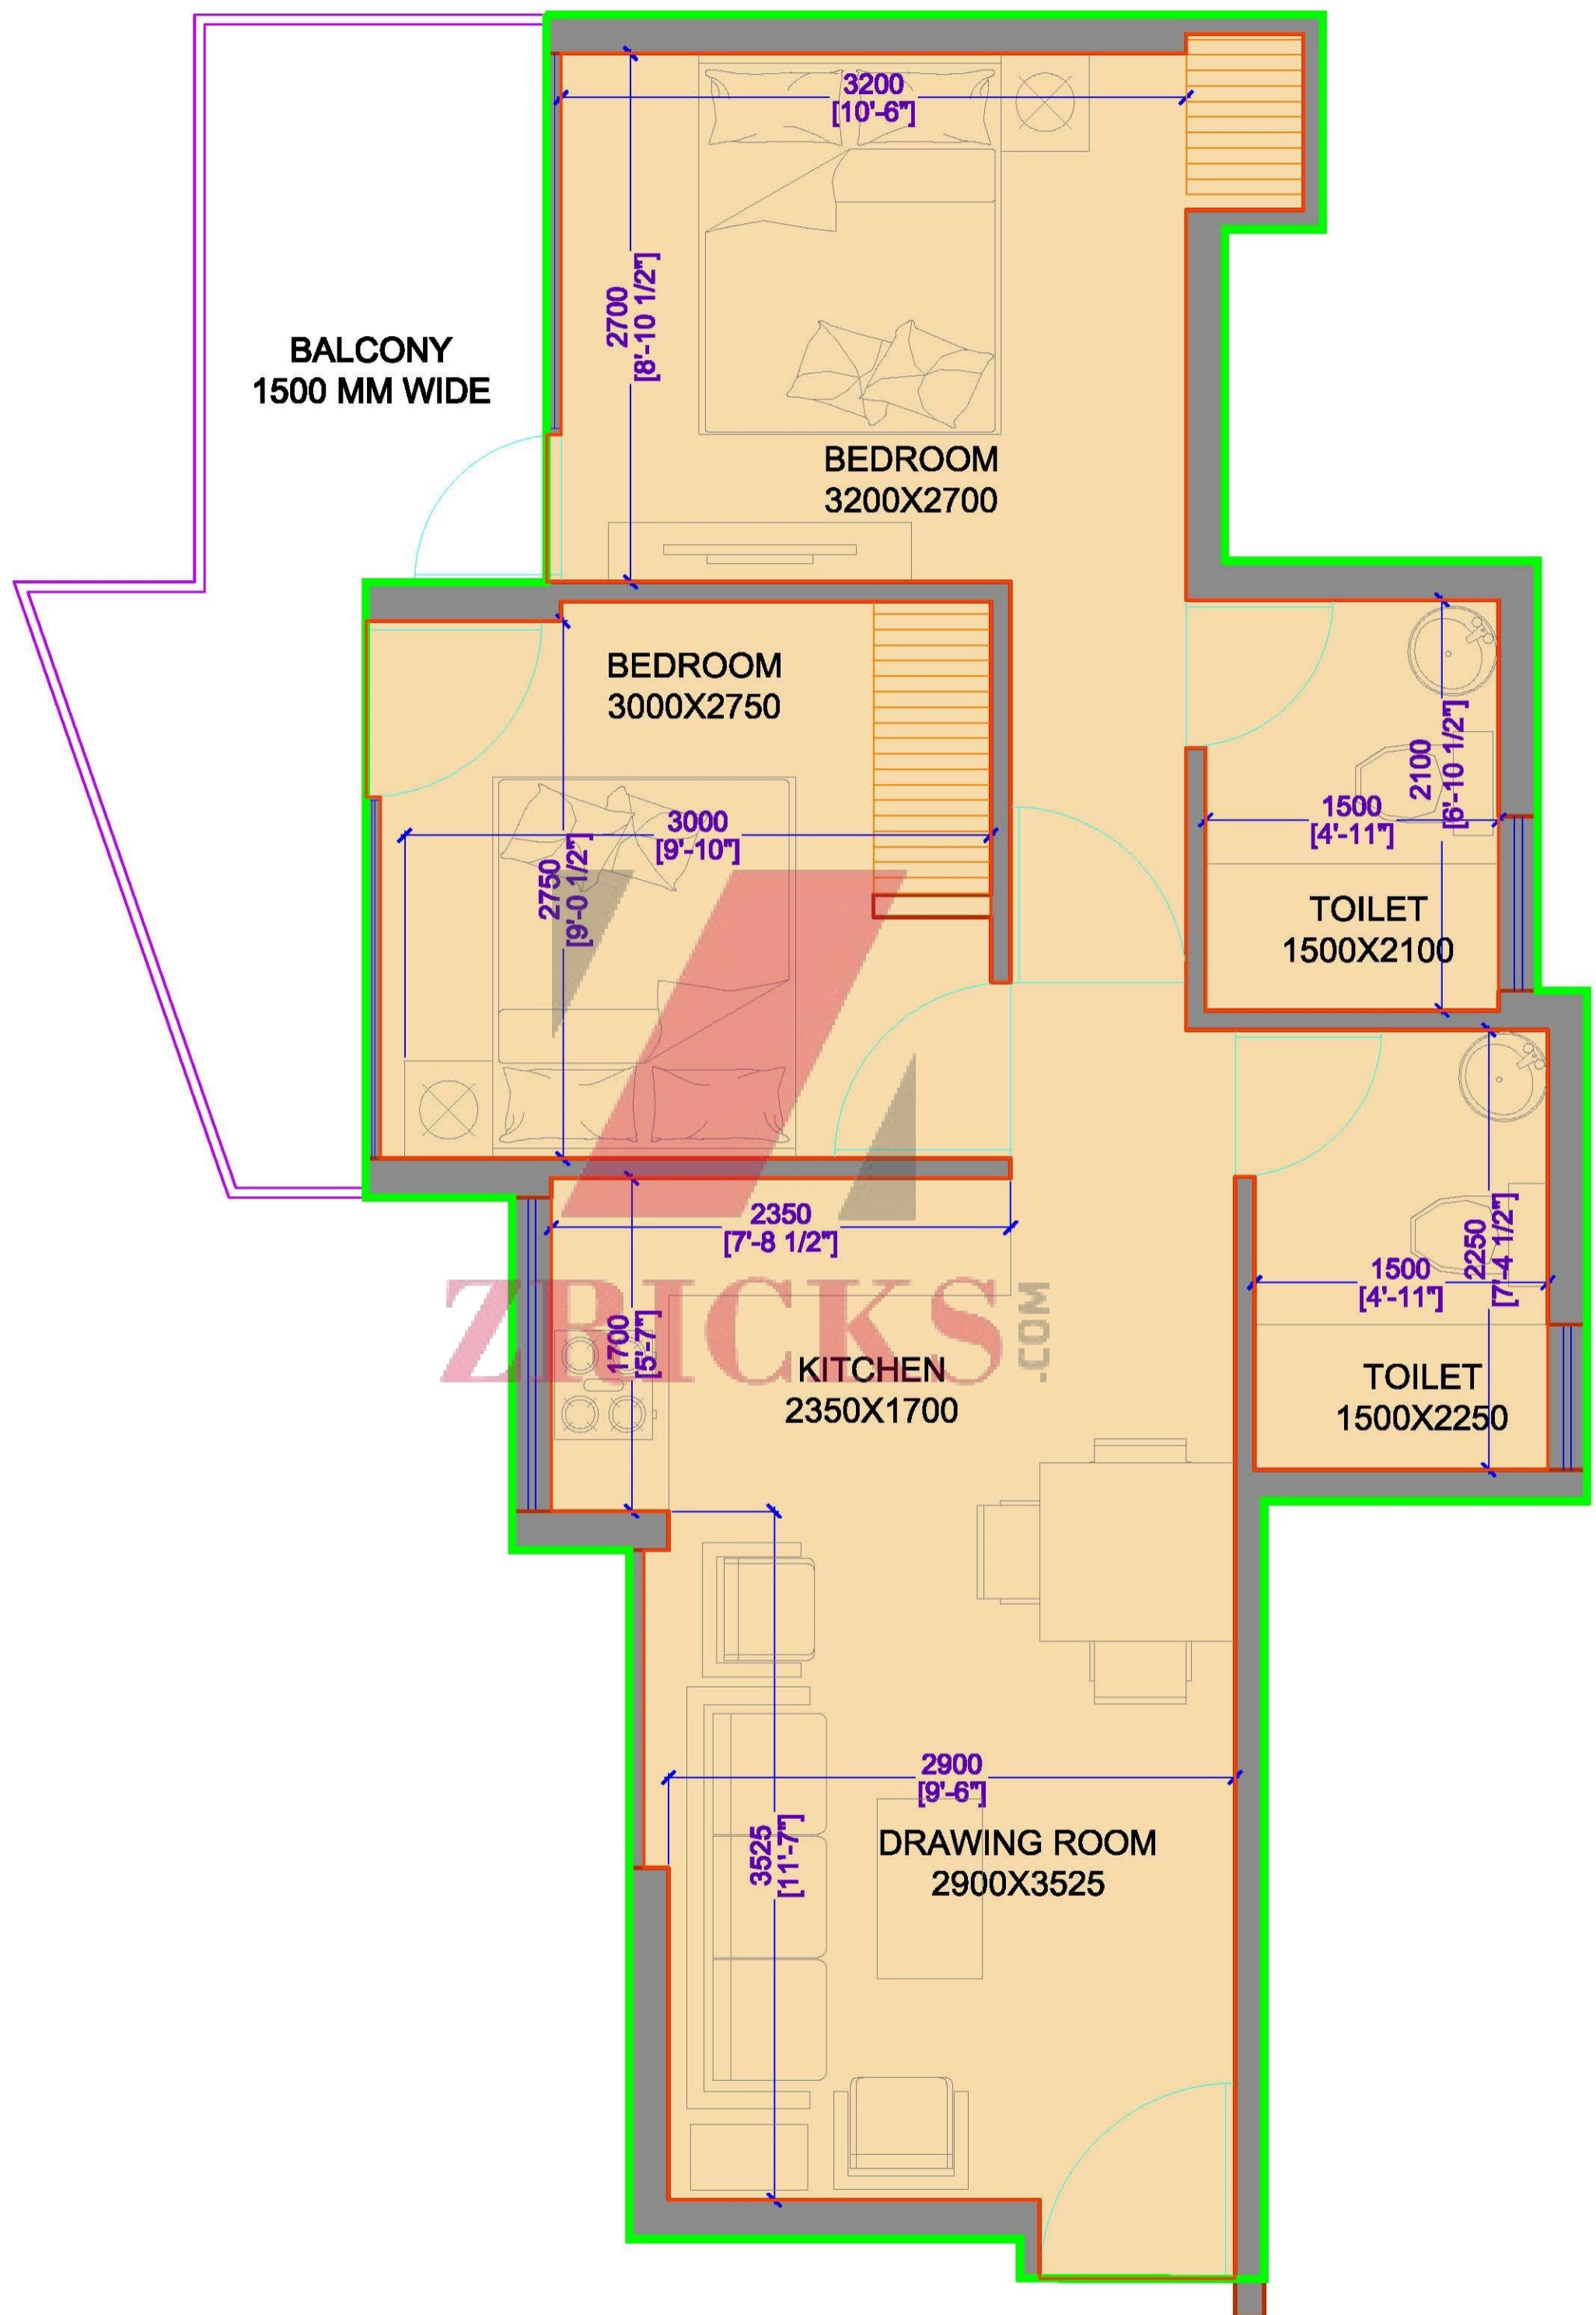 3200
[10'-6"]
2700
[8'-10 1/2"]
BALCONY
1500 MM WIDE
BEDROOM
3200X2700
BEDROOM
3000X2750
3000
[9'-10"]
2750
[9'-0 1/2"]
2100
[6'-10 1/2"]
1500
[4'-11"]
TOILET
1500X2100
2350
[7'-8 1/2"]
1700
[5'-7"]
ZRICKS
.COM
KITCHEN
2350X1700
2250
[7'-4 1/2"]
1500
[4'-11"]
TOILET
1500X2250
2900
[9'-6"]
3525
[11'-7"]
DRAWING ROOM
2900X3525